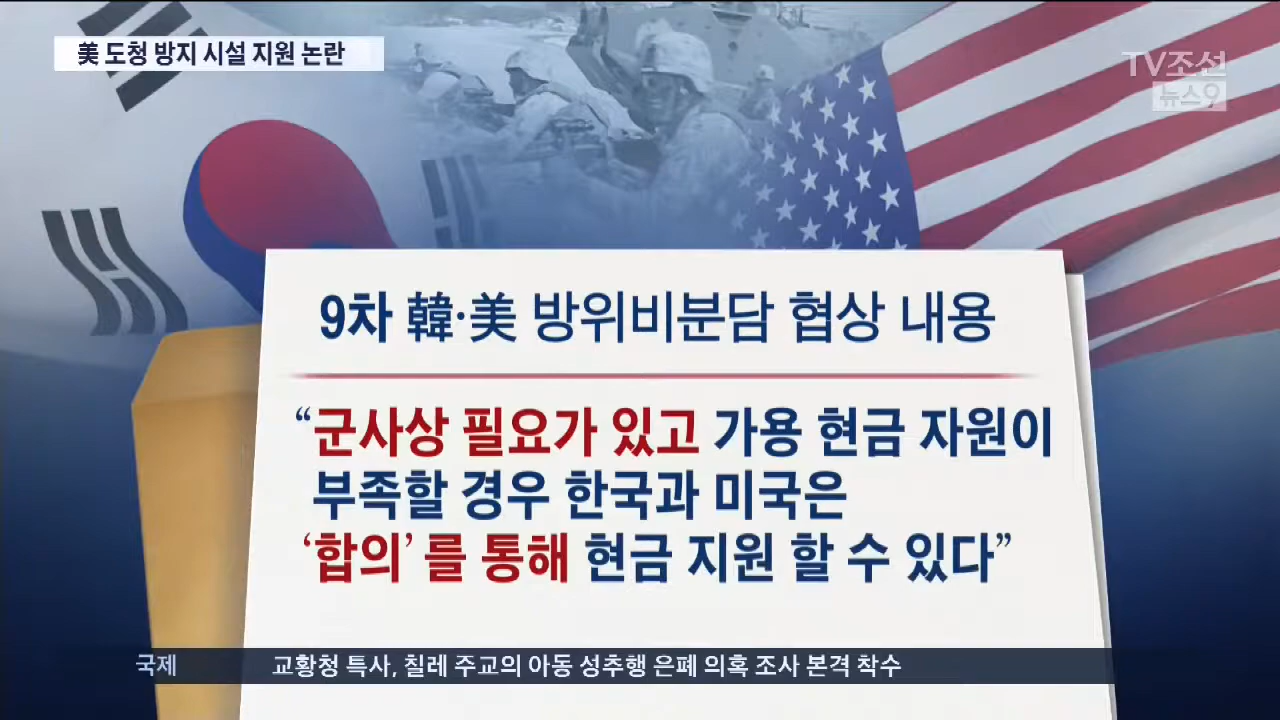 美 도청 방지 시설 지원 논란
TV조선
뉴스9
9차 韓·美 방위비분담 협상 내용
“군사상 필요가 있고 가용 현금 자원이
부족할 경우 한국과 미국은
‘합의’를 통해 현금 지원 할 수 있다”
국제 교황청 특사, 칠레 주교의 아동 성추행 은폐 의혹 조사 본격 착수